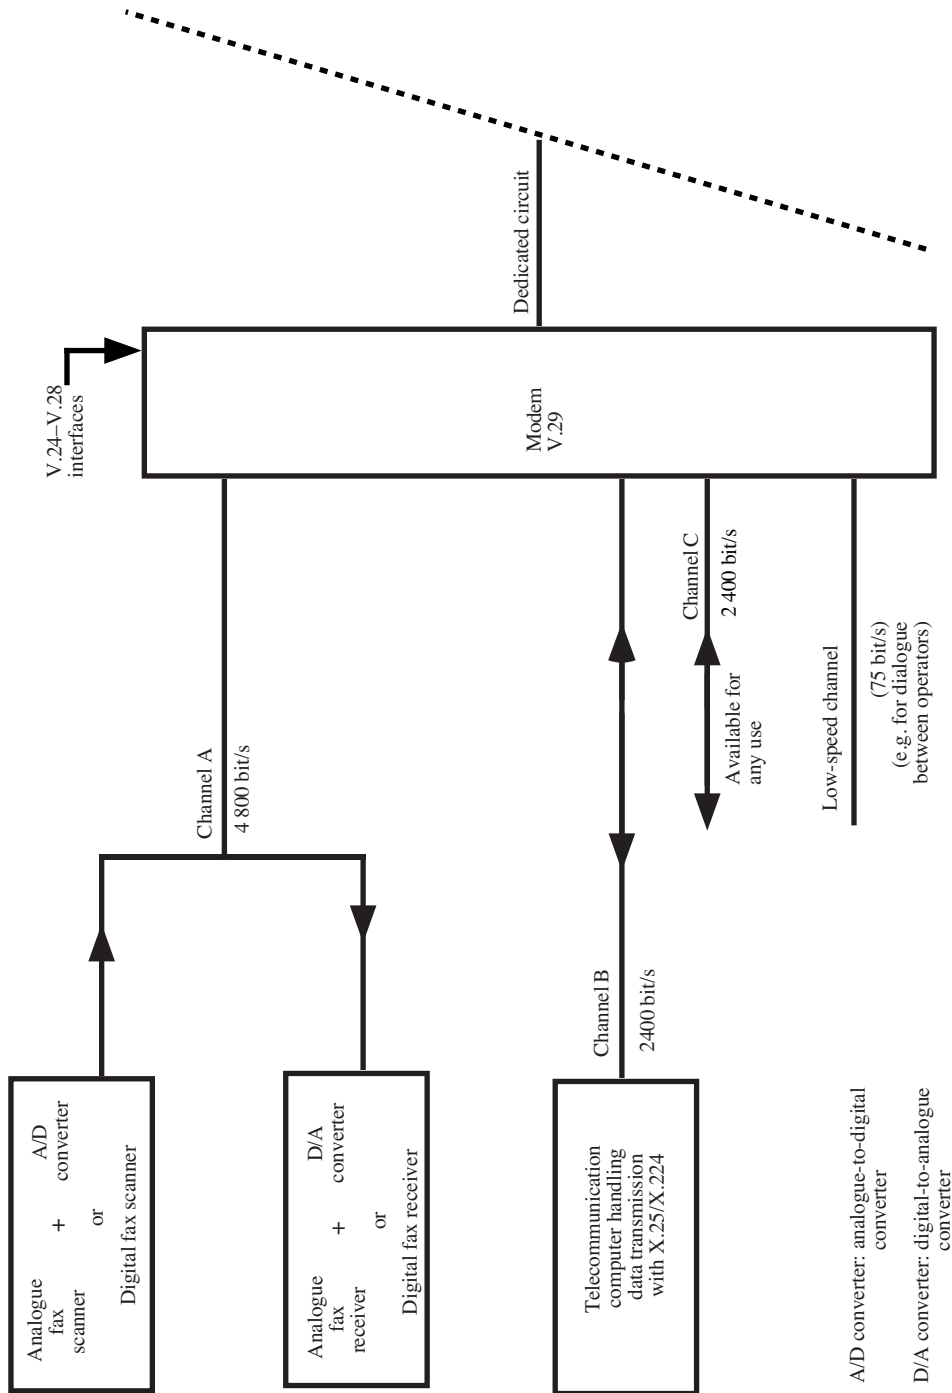 Analogue
fax
scanner
+
A/D
converter
or
Digital fax scanner
Channel A
4 800 bit/s
V.24–V.28
interfaces
Analogue
fax
receiver
+
D/A
converter
or
Digital fax receiver
Modem
V.29
Dedicated circuit
Telecommunication
computer handling
data transmission
with X.25/X.224
Channel B
2400 bit/s
Channel C
2 400 bit/s
Available for
any use
Low-speed channel
(75 bit/s)
(e.g. for dialogue
between operators)
A/D converter: analogue-to-digital
converter
D/A converter: digital-to-analogue
converter